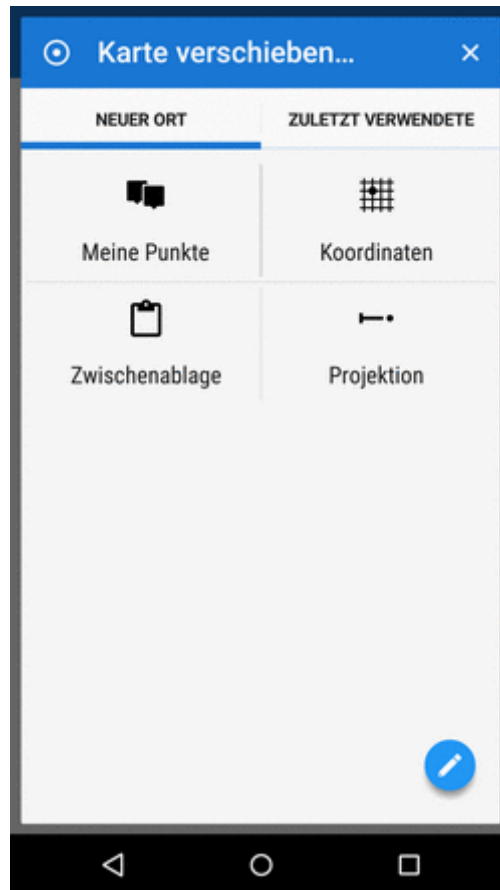 Karte verschieben...
NEUER ORT
ZULETZT VERWENDETE
Meine Punkte
Koordinaten
Zwischenablage
Projektion